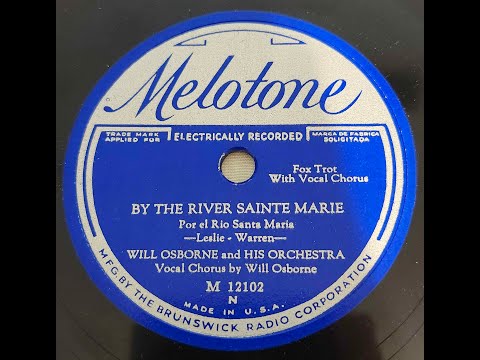 Melotone
TRADE MARK
APPLIED FOR
ELECTRICALLY RECORDED
MARCA DE FABRICA
SOLICITADA
Fox Trot
With Vocal Chorus
BY THE RIVER SAINTE MARIE
Por el Rio Santa Maria
—Leslie - Warren—
WILL OSBORNE and HIS ORCHESTRA
Vocal Chorus by Will Osborne
M 12102
N
MADE IN U.S.A.
MFG. BY THE BRUNSWICK RADIO CORPORATION